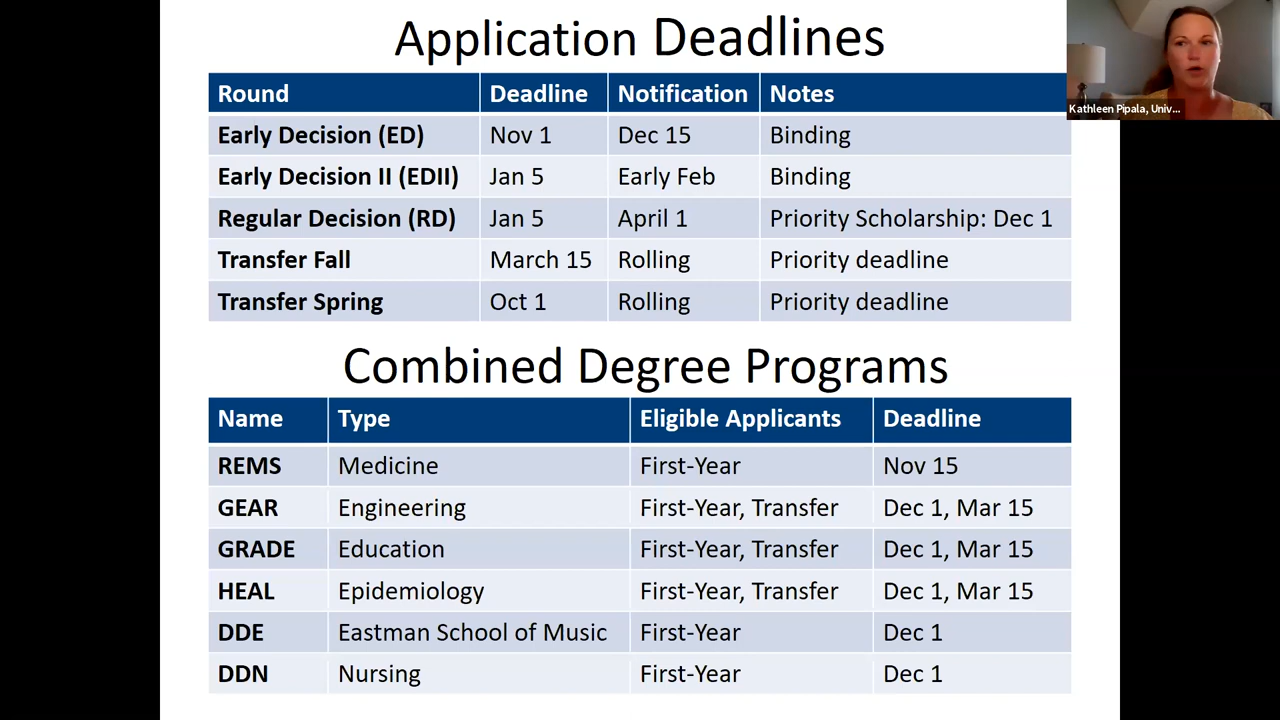 Application Deadlines
Round Deadline Notification Notes
Early Decision (ED) Nov 1 Dec 15 Binding
Early Decision II (EDII) Jan 5 Early Feb Binding
Regular Decision (RD) Jan 5 April 1 Priority Scholarship: Dec 1
Transfer Fall March 15 Rolling Priority deadline
Transfer Spring Oct 1 Rolling Priority deadline
Combined Degree Programs
Name Type Eligible Applicants Deadline
REMS Medicine First-Year Nov 15
GEAR Engineering First-Year, Transfer Dec 1, Mar 15
GRADE Education First-Year, Transfer Dec 1, Mar 15
HEAL Epidemiology First-Year, Transfer Dec 1, Mar 15
DDE Eastman School of Music First-Year Dec 1
DDN Nursing First-Year Dec 1
Kathleen Pipala, Univ...